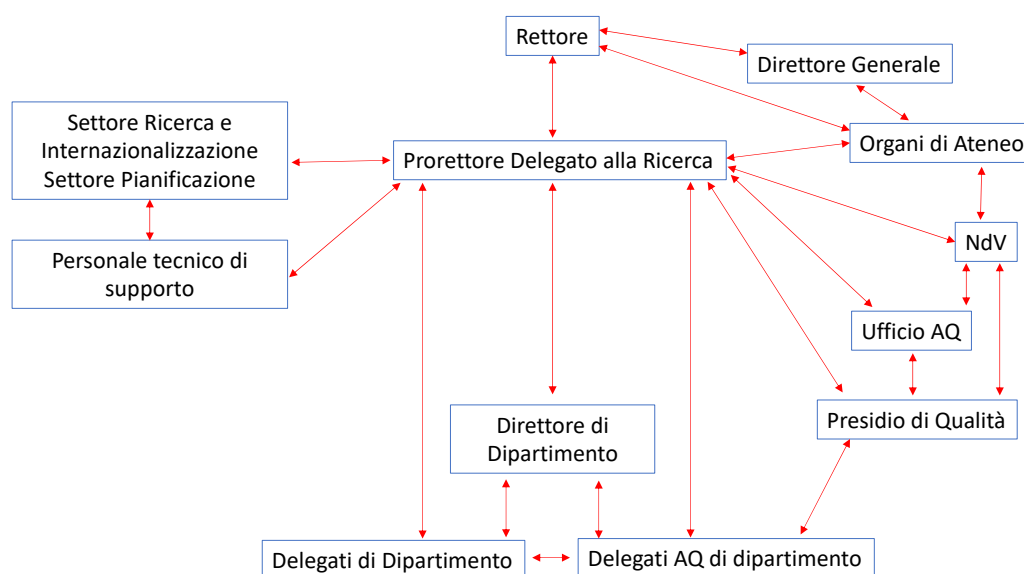 Rettore
Direttore Generale
Settore Ricerca e
Internazionalizzazione
Settore Pianificazione
Prorettore Delegato alla Ricerca
Organi di Ateneo
NdV
Personale tecnico di
supporto
Ufficio AQ
Presidio di Qualità
Direttore di
Dipartimento
Delegati di Dipartimento
Delegati AQ di dipartimento